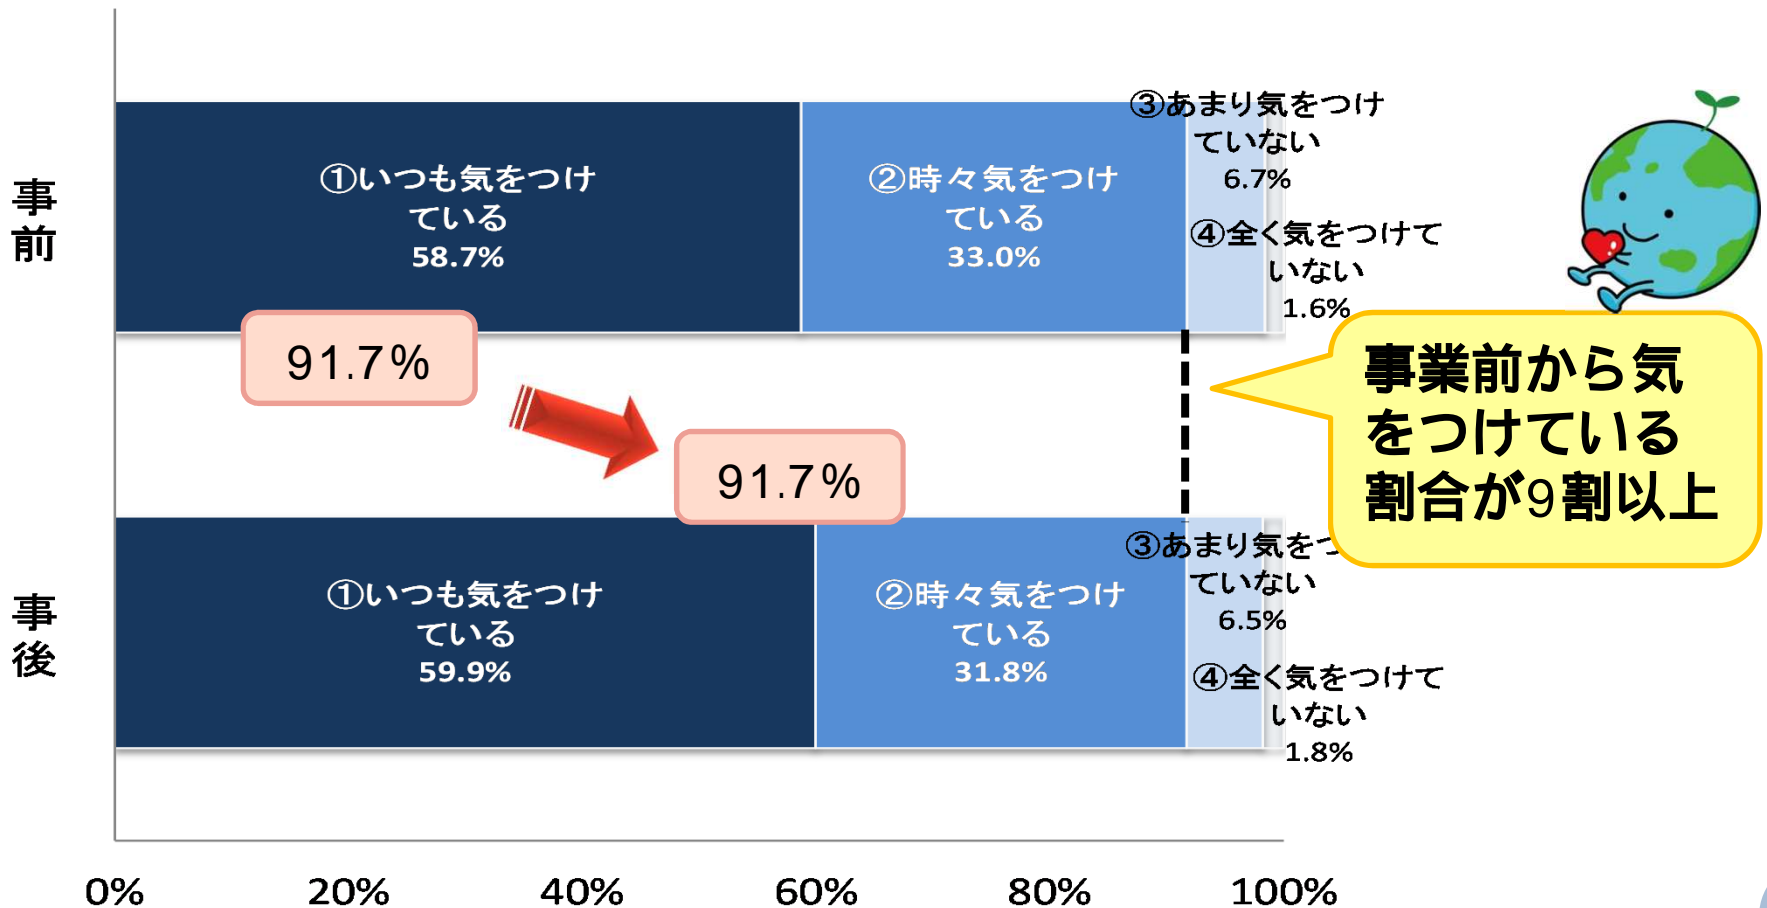 事
前
①いつも気をつけ
ている
58.7%
②時々気をつけ
ている
33.0%
③あまり気をつけ
ていない
6.7%
④全く気をつけて
いない
1.6%
91.7%
91.7%
事業前から気
をつけている
割合が9割以上
事
後
①いつも気をつけ
ている
59.9%
②時々気をつけ
ている
31.8%
③あまり気をつ
ていない
6.5%
④全く気をつけて
いない
1.8%
0%
20%
40%
60%
80%
100%